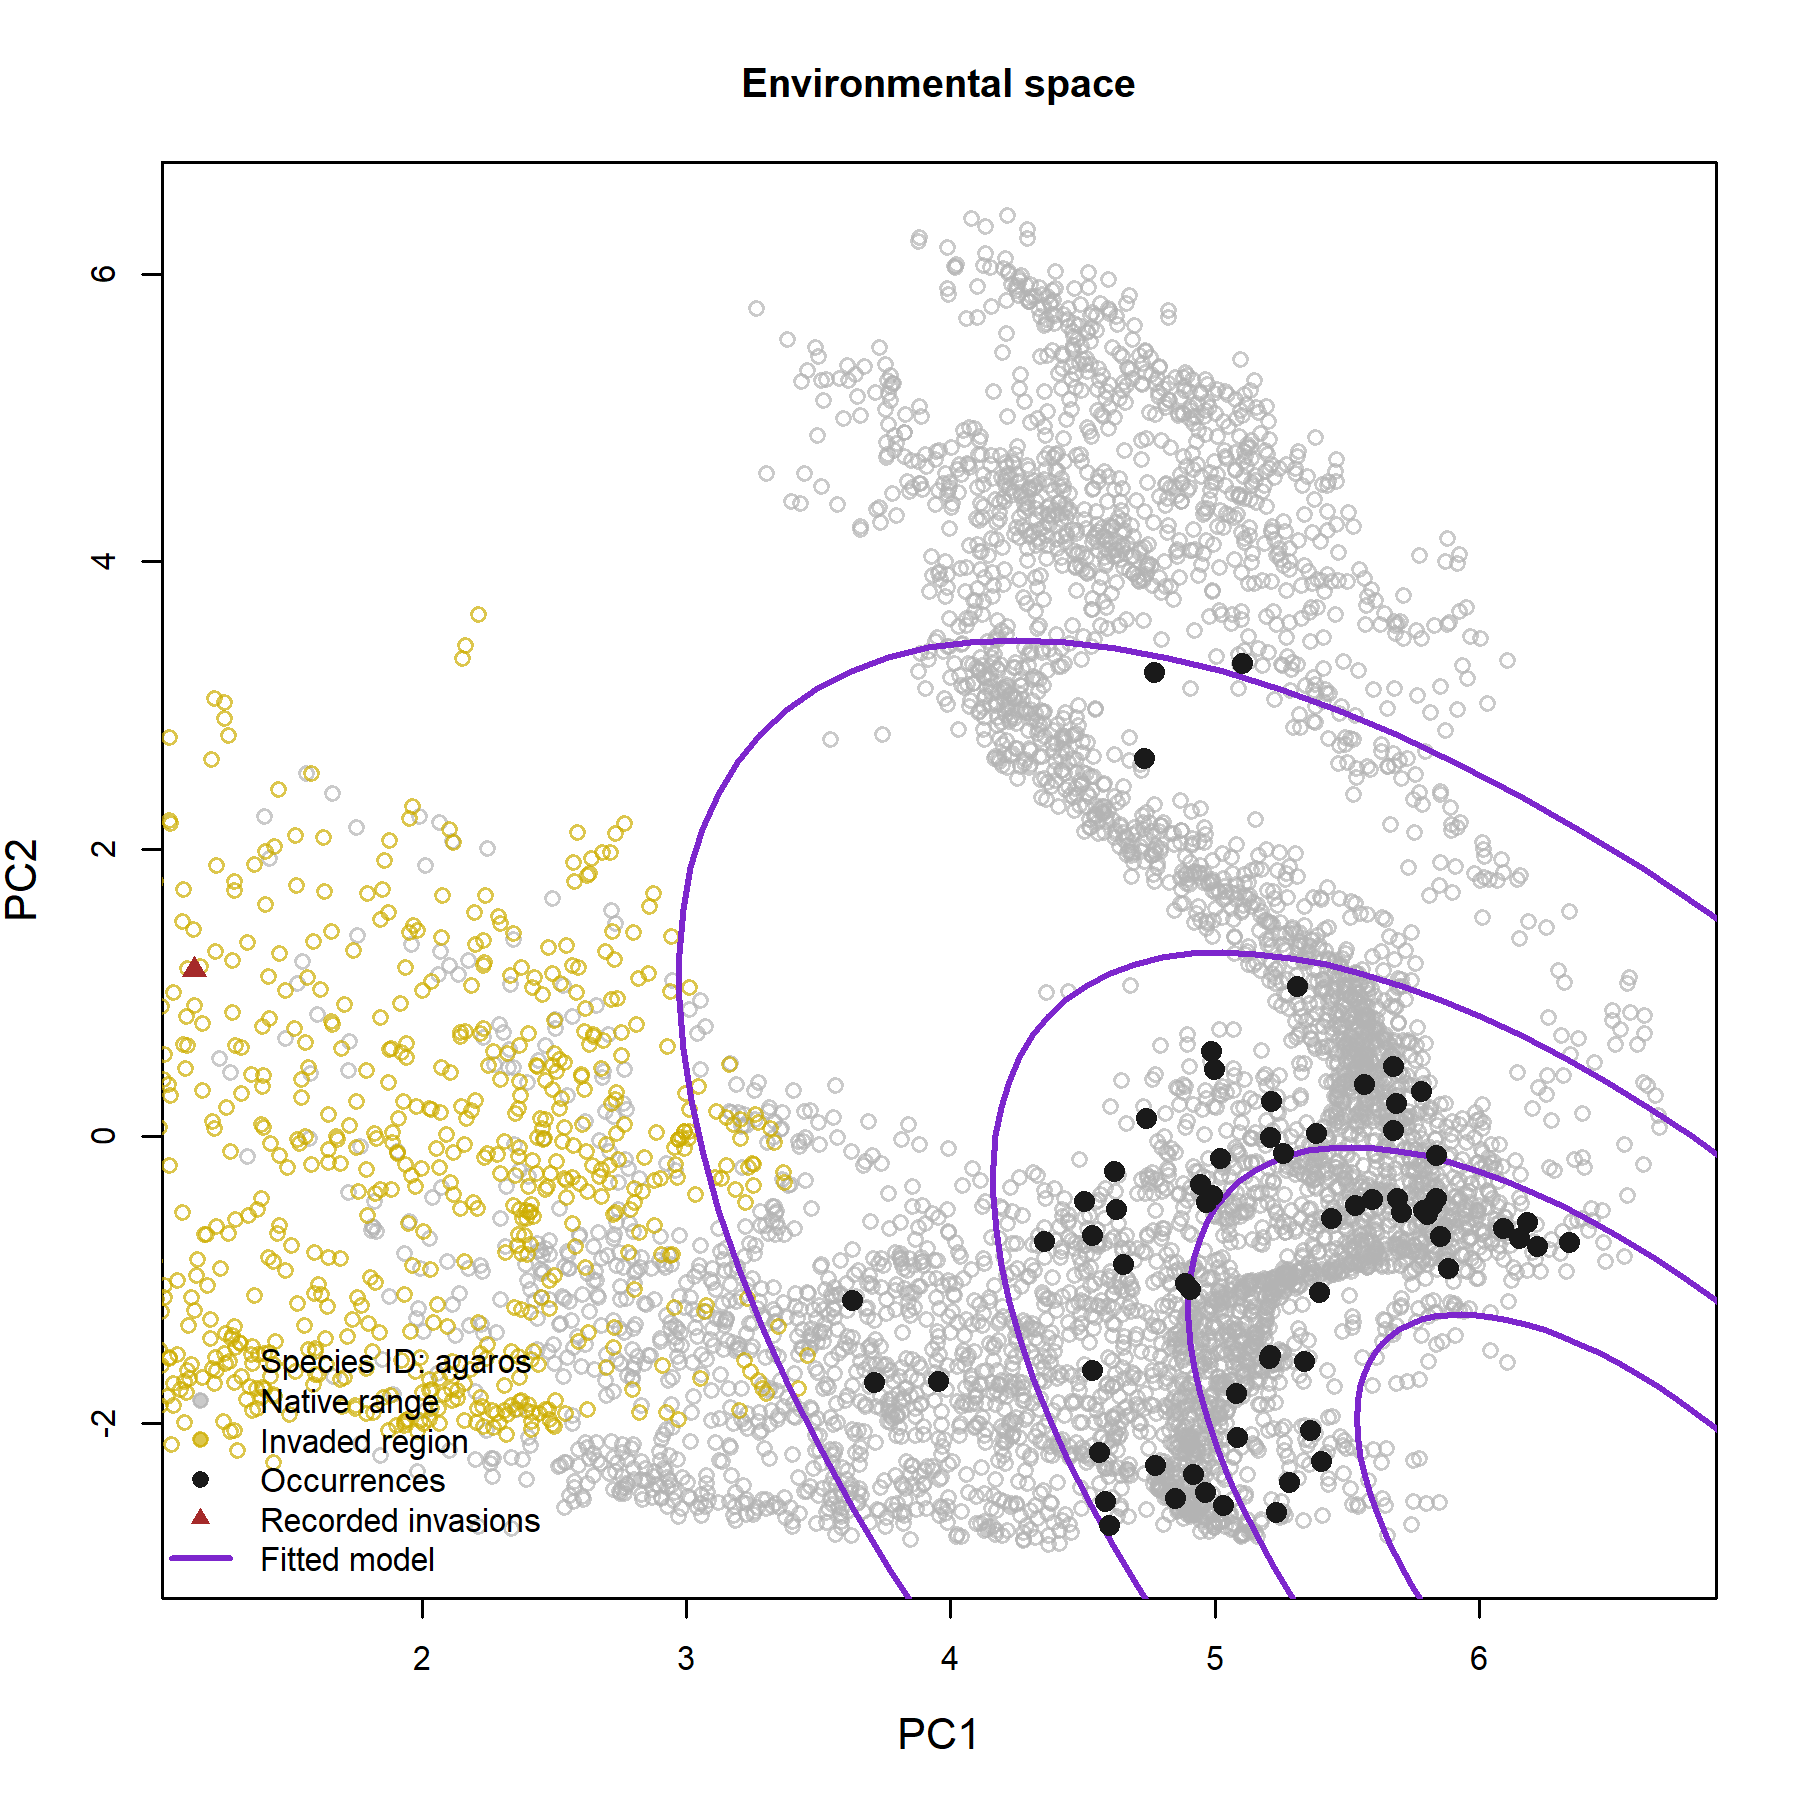 Environmental space
6
4
2
0
-2
PC2
Species ID: agaros
Native range
Invaded region
Occurrences
Recorded invasions
Fitted model
2
3
4
5
6
PC1